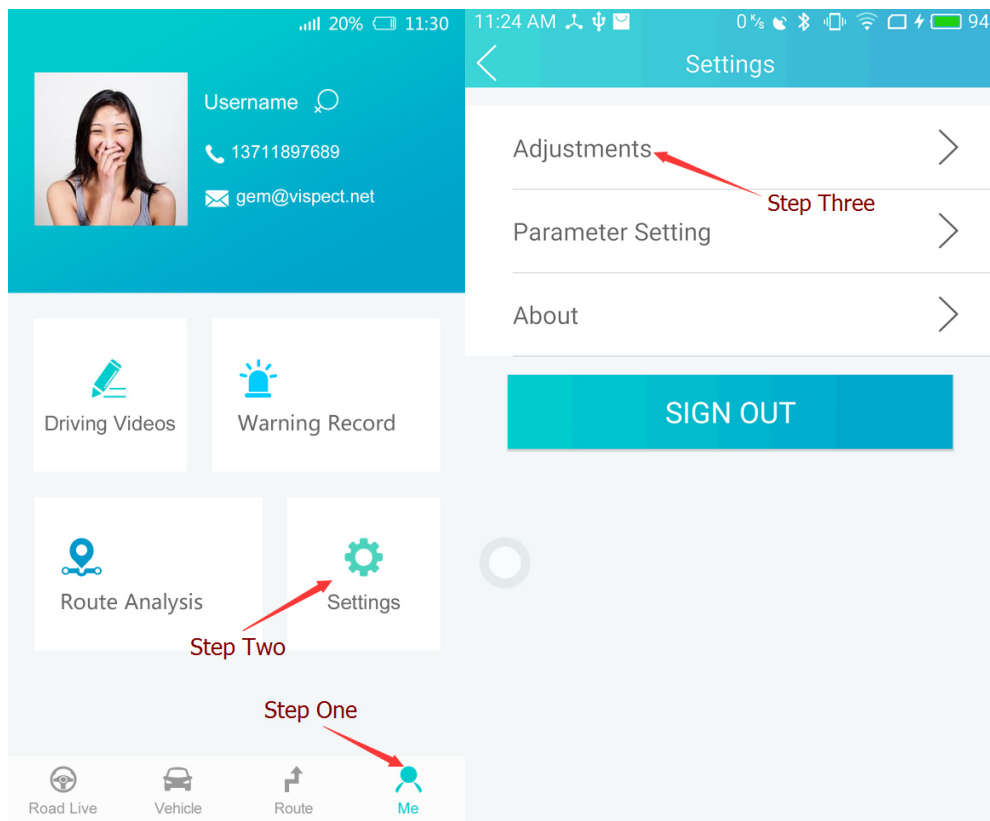 20% 11:30
Username
13711897689
gem@vispect.net
Driving Videos
Warning Record
Route Analysis
Settings
Step Two
Step One
Road Live
Vehicle
Route
Me
11:24 AM 0 K/s 94
Settings
Adjustments
Step Three
Parameter Setting
About
SIGN OUT